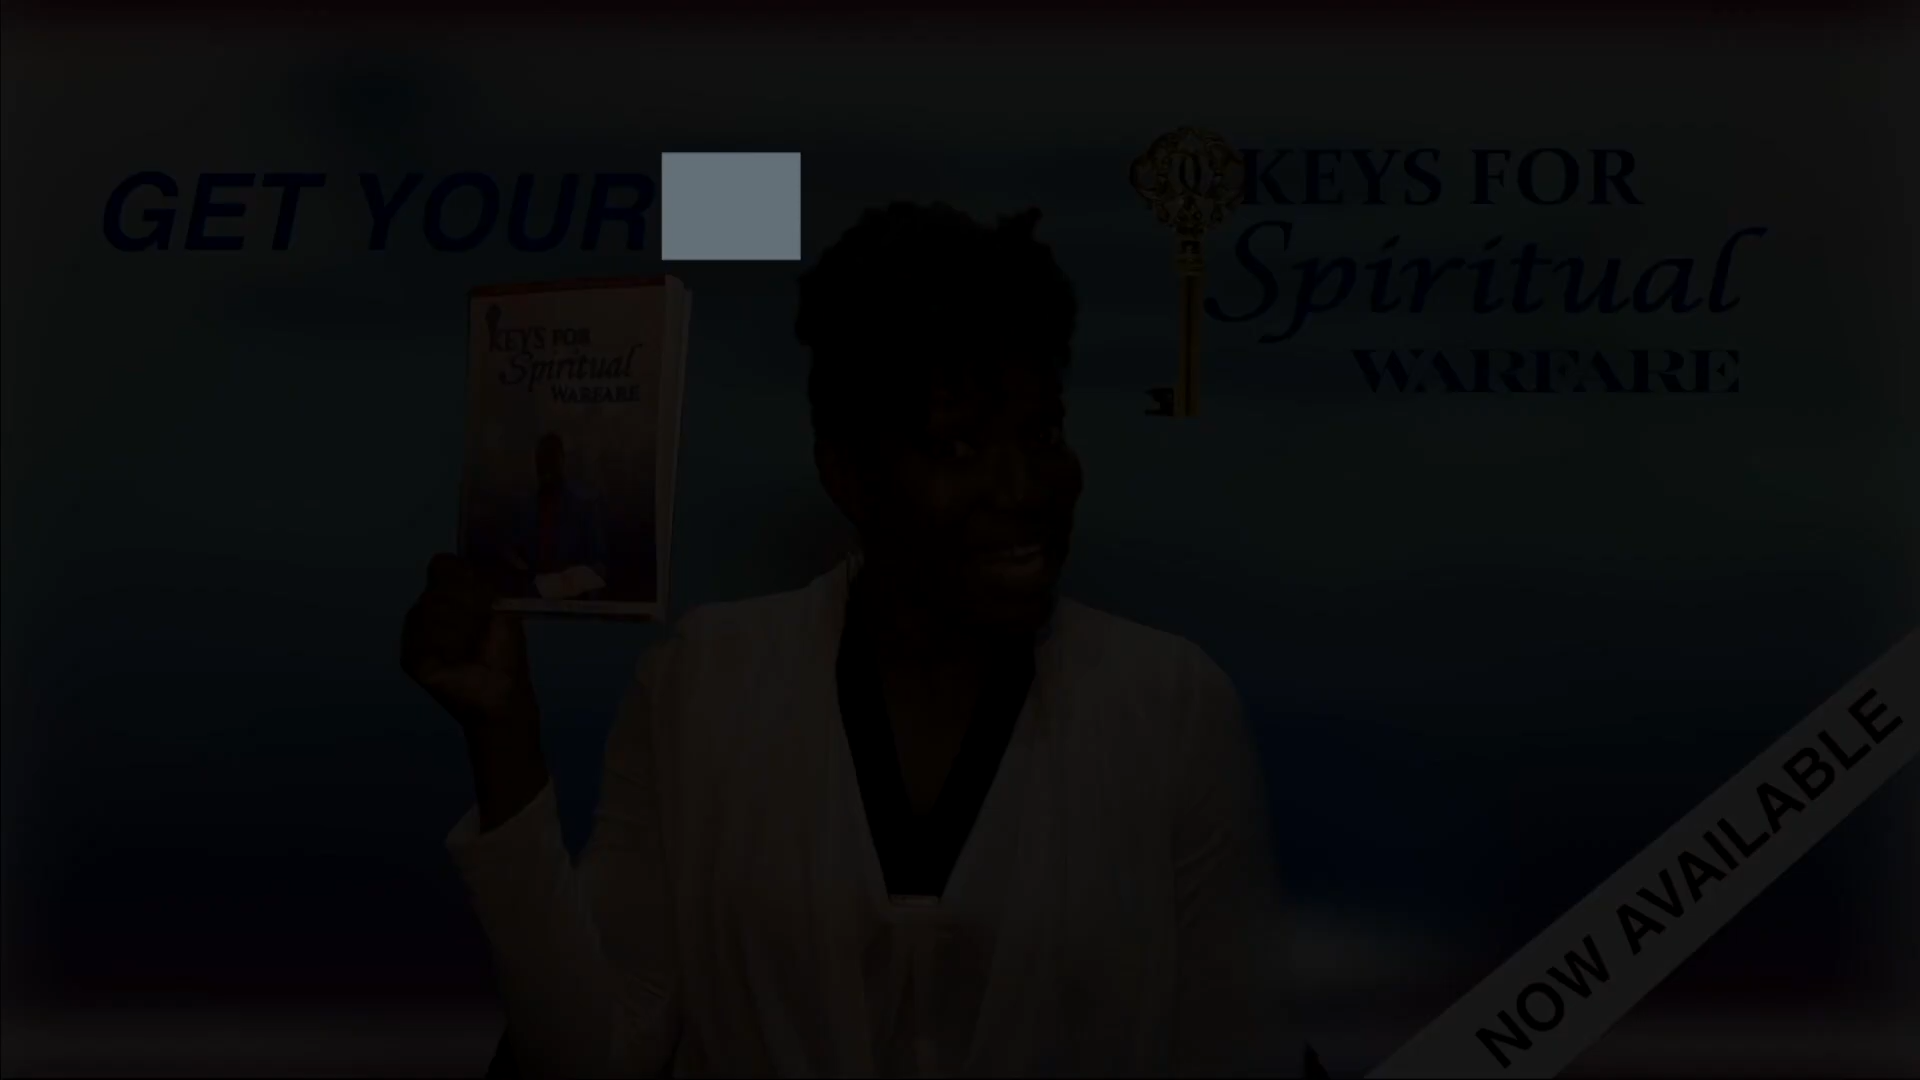 GET YOUR
KEYS FOR
Spiritual
WARFARE
KEYS FOR
Spiritual
WARFARE
NOW AVAILABLE